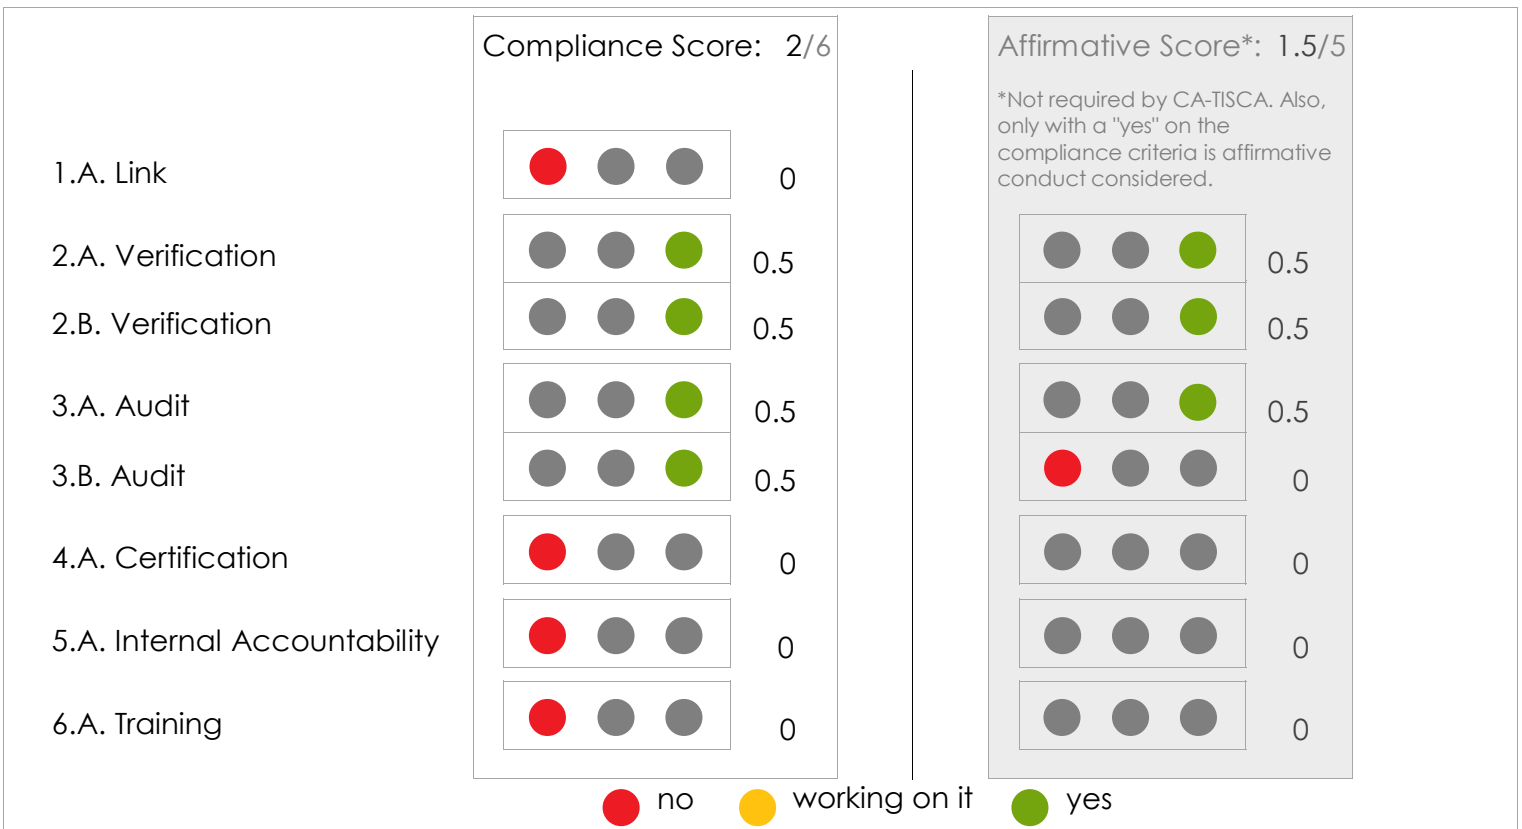 Compliance Score: 2/6
Affirmative Score*: 1.5/5
*Not required by CA-TISCA. Also,
only with a "yes" on the
compliance criteria is affirmative
conduct considered.
1.A. Link 0
2.A. Verification 0.5 0.5
2.B. Verification 0.5 0.5
3.A. Audit 0.5 0.5
3.B. Audit 0.5 0
4.A. Certification 0 0
5.A. Internal Accountability 0 0
6.A. Training 0 0
no working on it yes